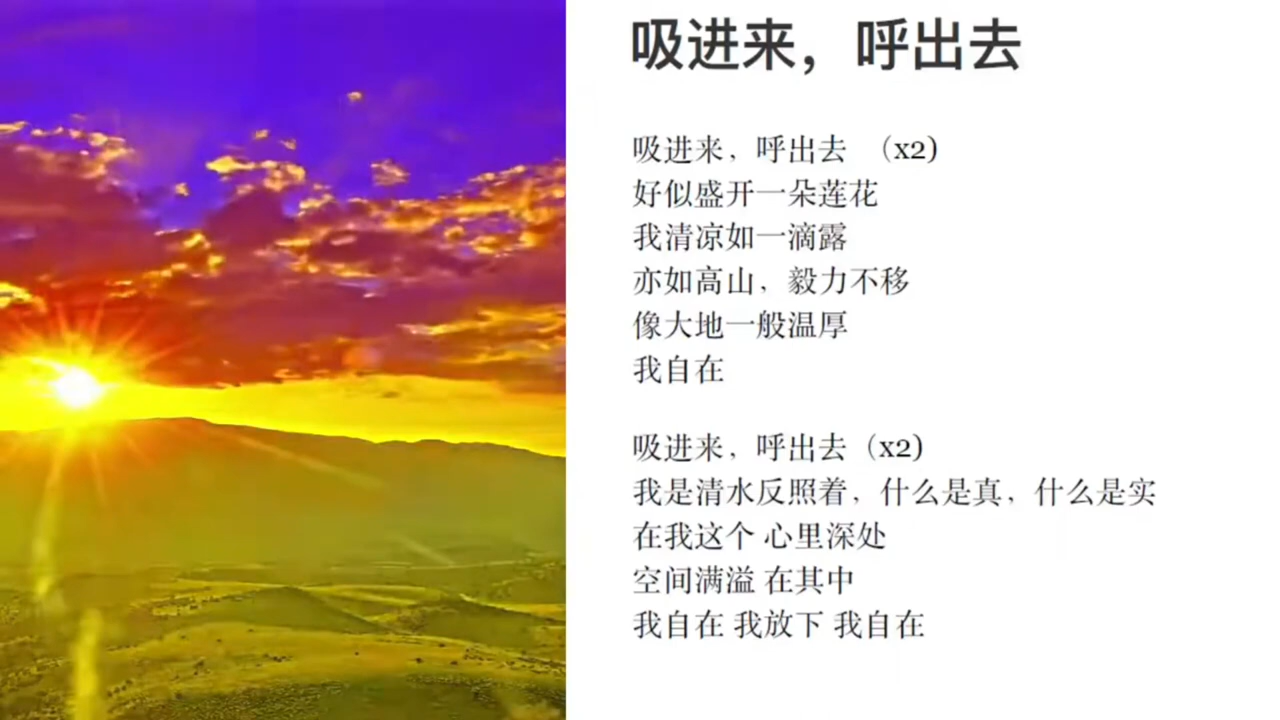 吸进来，呼出去
吸进来，呼出去 （x2）
好似盛开一朵莲花
我清凉如一滴露
亦如高山，毅力不移
像大地一般温厚
我自在
吸进来，呼出去（x2）
我是清水反照着，什么是真，什么是实
在我这个 心里深处
空间满溢 在其中
我自在 我放下 我自在